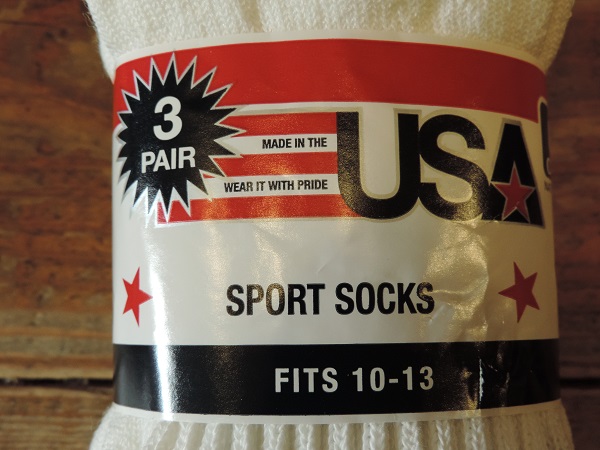 3
PAIR
MADE IN THE
WEAR IT WITH PRIDE
USA
SPORT SOCKS
FITS 10-13